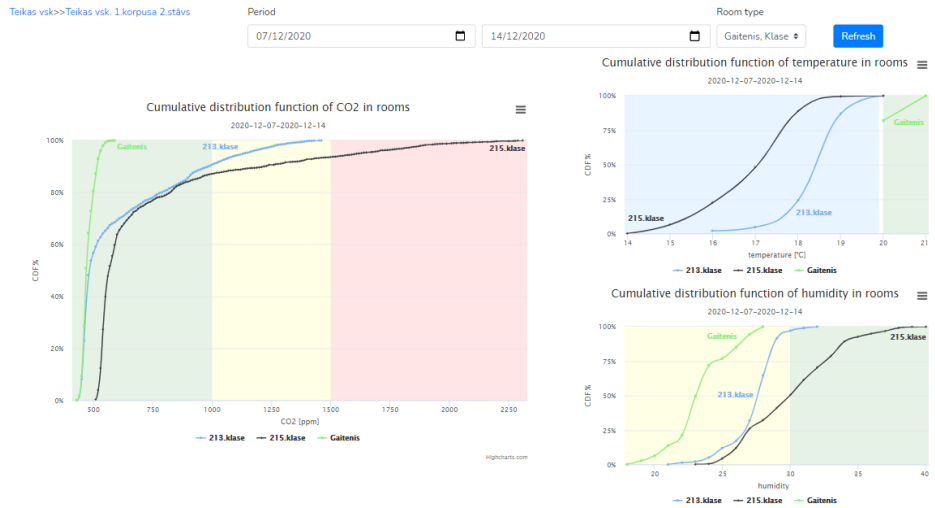 Teikas vsk>>Teikas vsk. 1.korpusa 2.stāvs
Period
Room type
07/12/2020
14/12/2020
Gaitenis, Klase
Refresh
Cumulative distribution function of CO2 in rooms
2020-12-07-2020-12-14
100%
80%
60%
40%
20%
0%
CDF%
Gaitenis
213.klase
215.klase
500
750
1000
1250
1500
1750
2000
2250
CO2 [ppm]
213.klase 215.klase Gaitenis
Highcharts.com
Cumulative distribution function of temperature in rooms
2020-12-07-2020-12-14
100%
75%
50%
25%
0%
CDF%
Gaitenis
215.klase
213.klase
14
15
16
17
18
19
20
21
temperature [°C]
213.klase 215.klase Gaitenis
Cumulative distribution function of humidity in rooms
2020-12-07-2020-12-14
100%
75%
50%
25%
0%
CDF%
Gaitenis
215.klase
213.klase
20
25
30
35
40
humidity
213.klase 215.klase Gaitenis